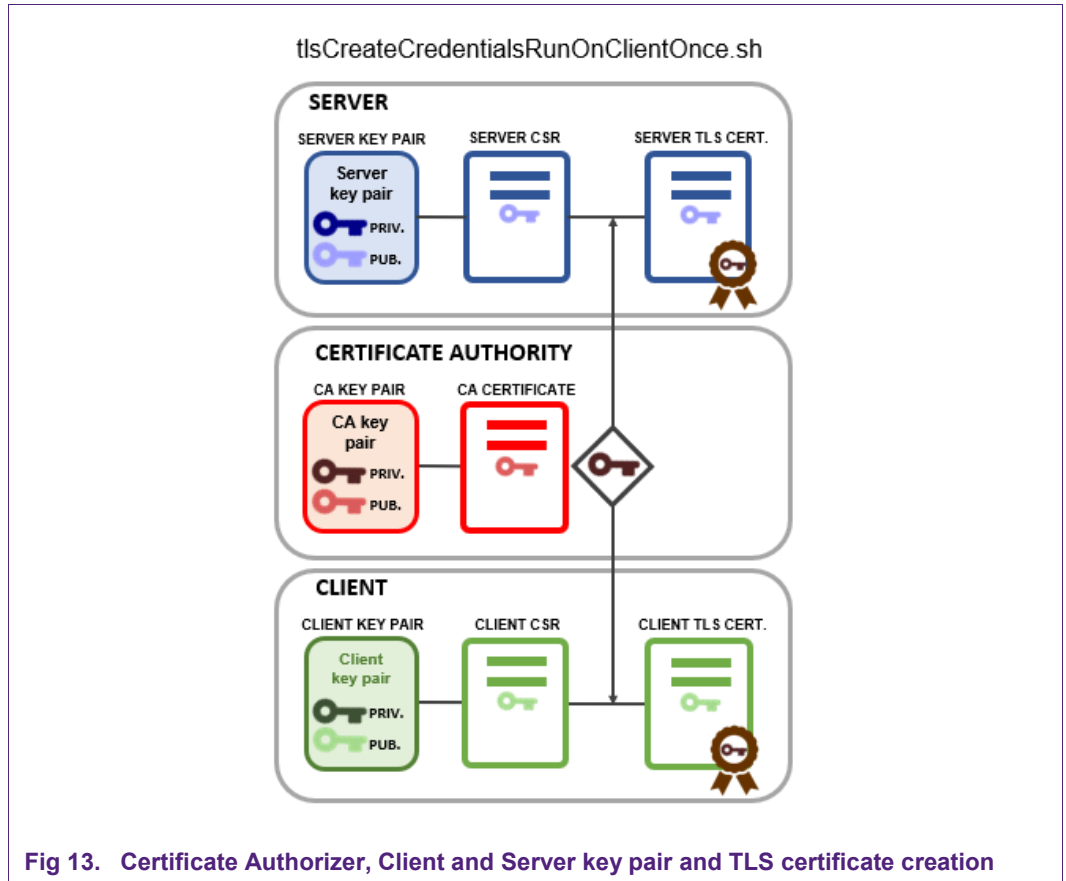 tlsCreateCredentialsRunOnClientOnce.sh
SERVER
SERVER KEY PAIR
SERVER CSR
SERVER TLS CERT.
Server
key pair
PRIV.
PUB.
CERTIFICATE AUTHORITY
CA KEY PAIR
CA CERTIFICATE
CA key
pair
PRIV.
PUB.
CLIENT
CLIENT KEY PAIR
CLIENT CSR
CLIENT TLS CERT.
Client
key pair
PRIV.
PUB.
Fig 13. Certificate Authorizer, Client and Server key pair and TLS certificate creation